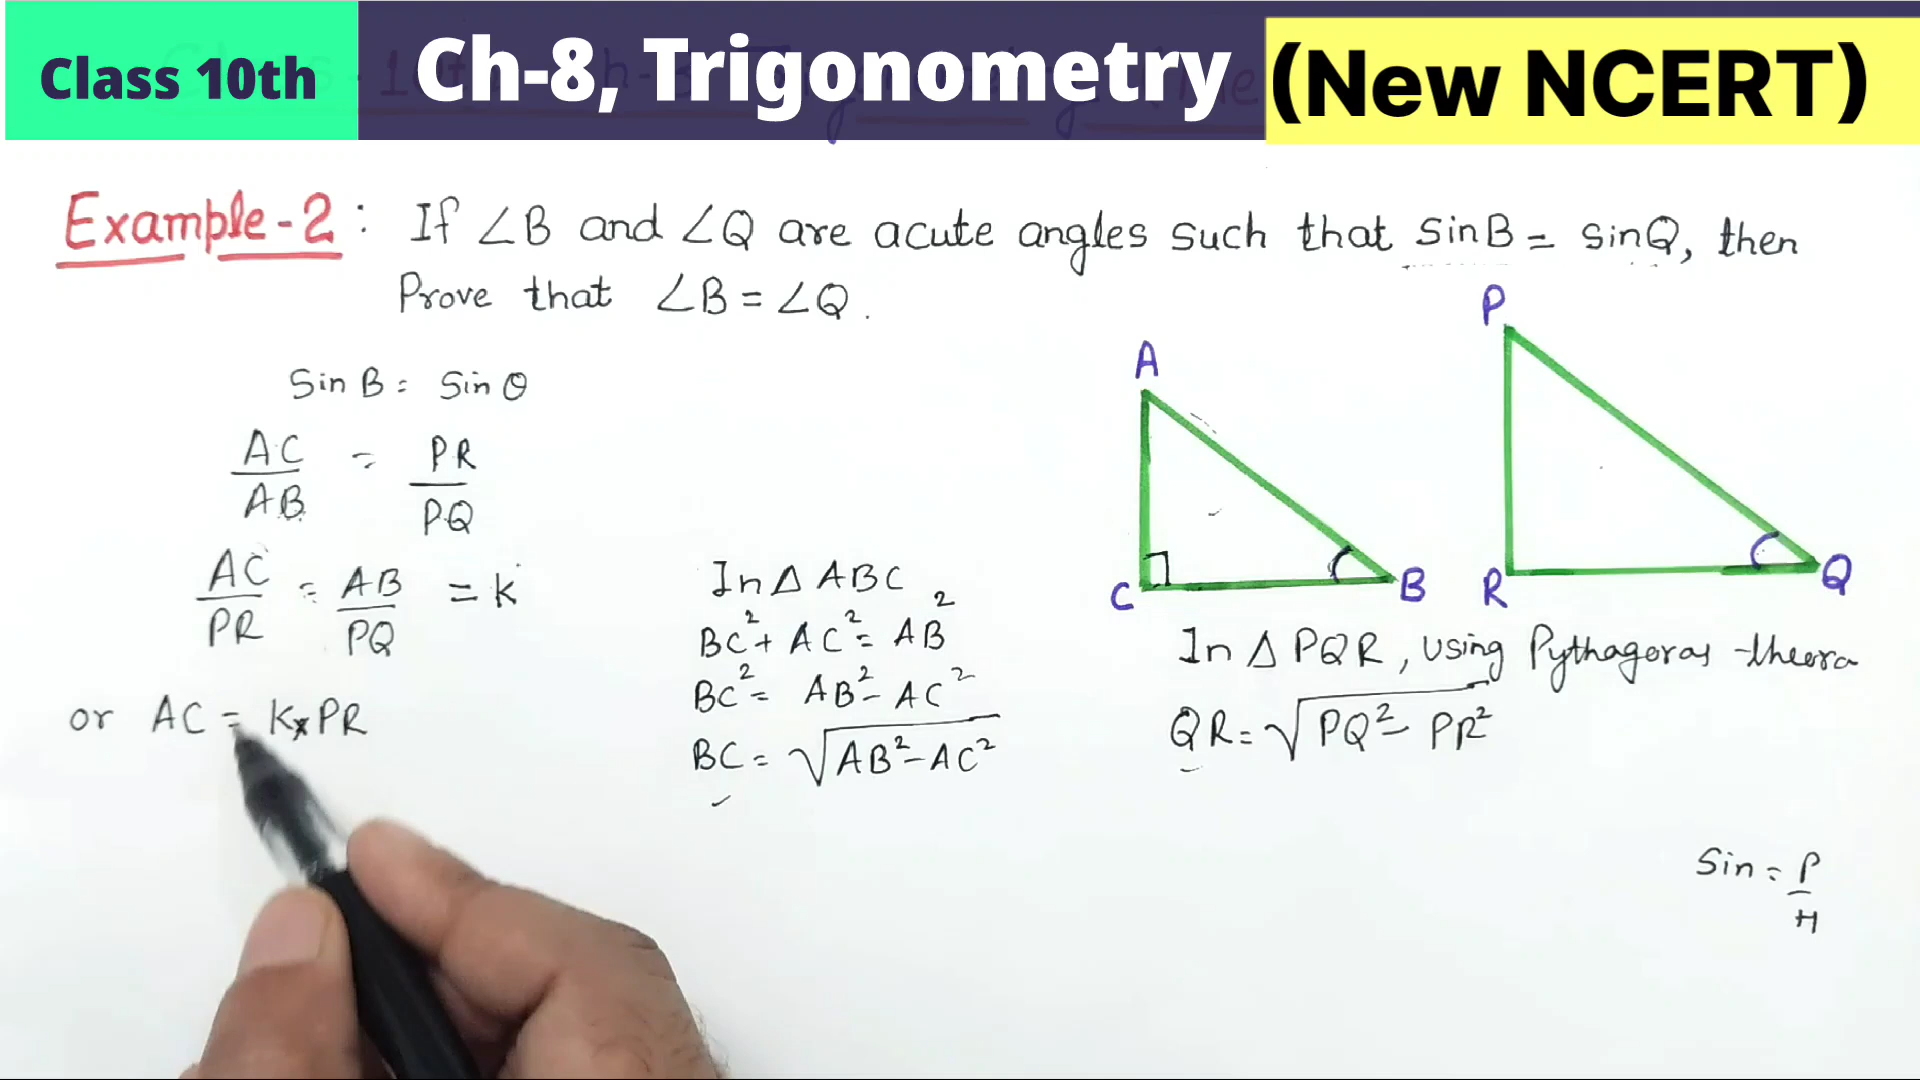 Class 10th Ch-8, Trigonometry (New NCERT)
Example-2 : If ∠B and ∠Q are acute angles such that sinB = sinQ, then
Prove that ∠B = ∠Q.
Sin B = Sin Θ
AC/AB = PR/PQ
AC/PR = AB/PQ = K
or AC = K×PR
In Δ ABC
BC² + AC² = AB²
BC² = AB² - AC²
BC = √AB² - AC²
A
C
B
P
R
Q
In Δ PQR, using Pythagoras theora
QR = √PQ² - PR²
Sin = P/H